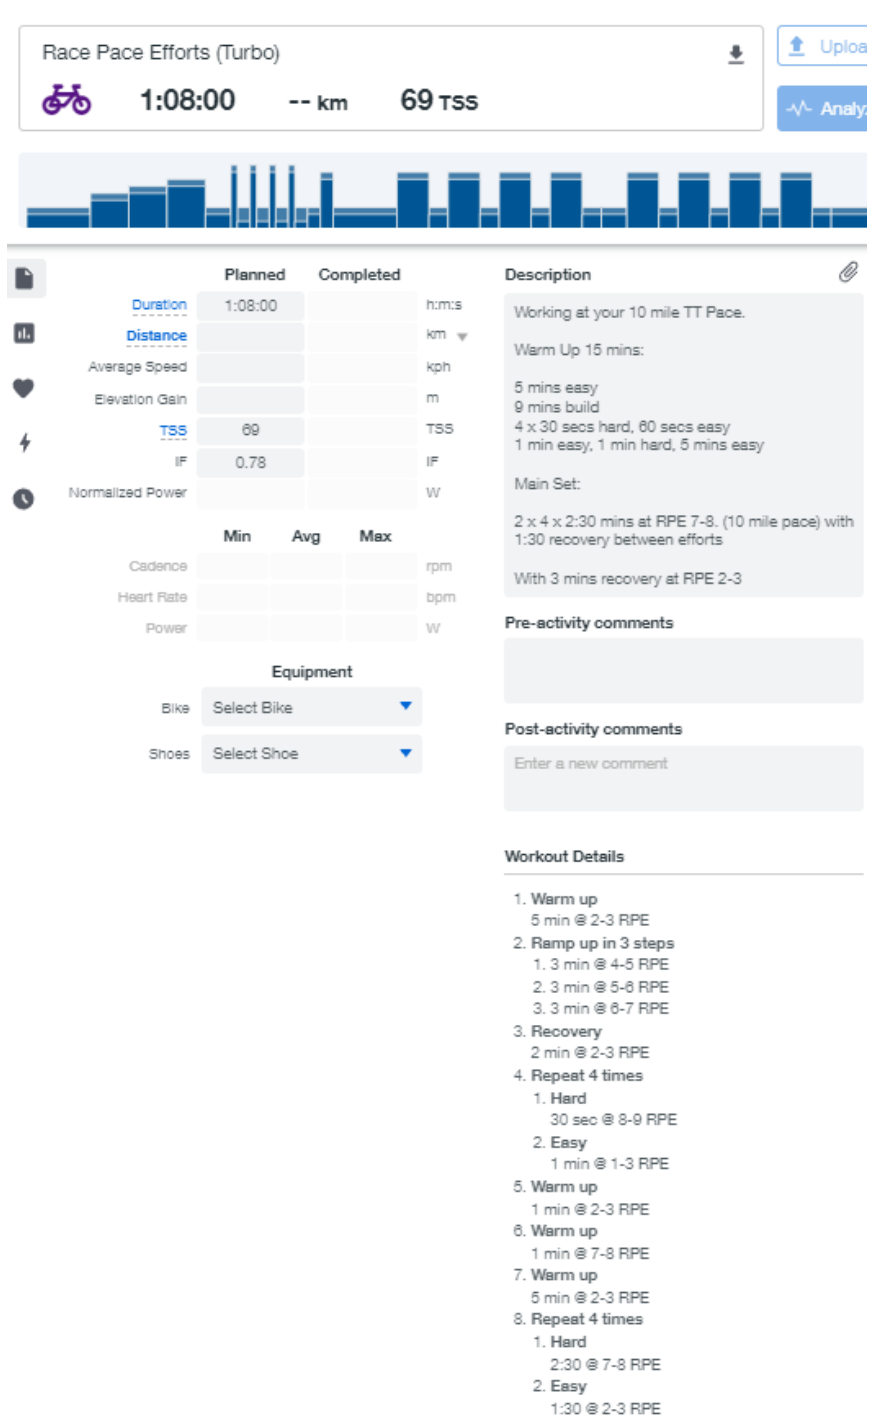 Race Pace Efforts (Turbo)
1:08:00 -- km 69 TSS
Uploa
Analy
Planned Completed
Duration 1:08:00 h:m:s
Distance km
Average Speed kph
Elevation Gain m
TSS 69 TSS
IF 0.78 IF
Normalized Power W
Min Avg Max
Cadence rpm
Heart Rate bpm
Power W
Equipment
Bike Select Bike
Shoes Select Shoe
Description
Working at your 10 mile TT Pace.
Warm Up 15 mins:
5 mins easy
9 mins build
4 x 30 secs hard, 60 secs easy
1 min easy, 1 min hard, 5 mins easy
Main Set:
2 x 4 x 2:30 mins at RPE 7-8. (10 mile pace) with
1:30 recovery between efforts
With 3 mins recovery at RPE 2-3
Pre-activity comments
Post-activity comments
Enter a new comment
Workout Details
1. Warm up
5 min @ 2-3 RPE
2. Ramp up in 3 steps
1. 3 min @ 4-5 RPE
2. 3 min @ 5-6 RPE
3. 3 min @ 6-7 RPE
3. Recovery
2 min @ 2-3 RPE
4. Repeat 4 times
1. Hard
30 sec @ 8-9 RPE
2. Easy
1 min @ 1-3 RPE
5. Warm up
1 min @ 2-3 RPE
6. Warm up
1 min @ 7-8 RPE
7. Warm up
5 min @ 2-3 RPE
8. Repeat 4 times
1. Hard
2:30 @ 7-8 RPE
2. Easy
1:30 @ 2-3 RPE